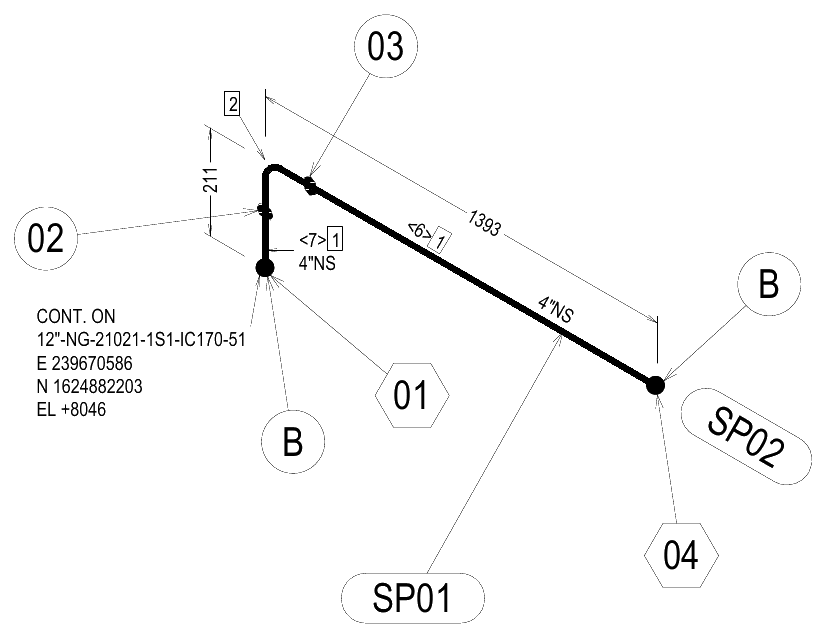 03
2
211
1393
<6> 1
02
<7> 1
4"NS
B
4"NS
CONT. ON
12"-NG-21021-1S1-IC170-51
E 239670586
N 1624882203
EL +8046
01
SP02
B
04
SP01